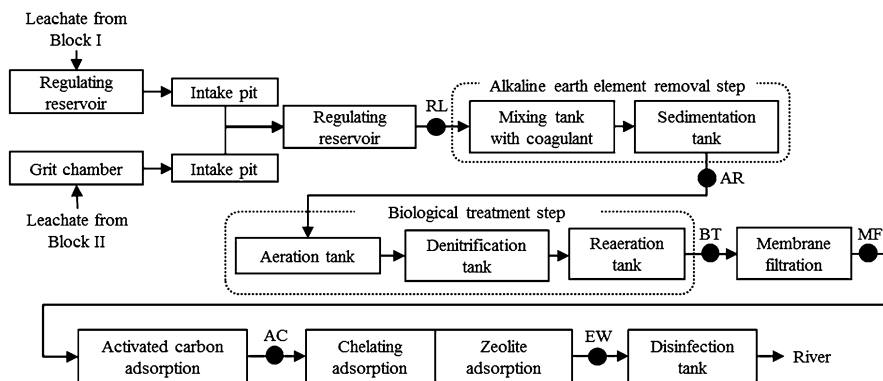 Leachate from
Block I
Regulating
reservoir
Intake pit
Grit chamber
Intake pit
Leachate from
Block II
Regulating
reservoir
RL
Alkaline earth element removal step
Mixing tank
with coagulant
Sedimentation
tank
AR
Biological treatment step
Aeration tank
Denitrification
tank
Reaeration
tank
BT
Membrane
filtration
MF
Activated carbon
adsorption
AC
Chelating
adsorption
Zeolite
adsorption
EW
Disinfection
tank
River